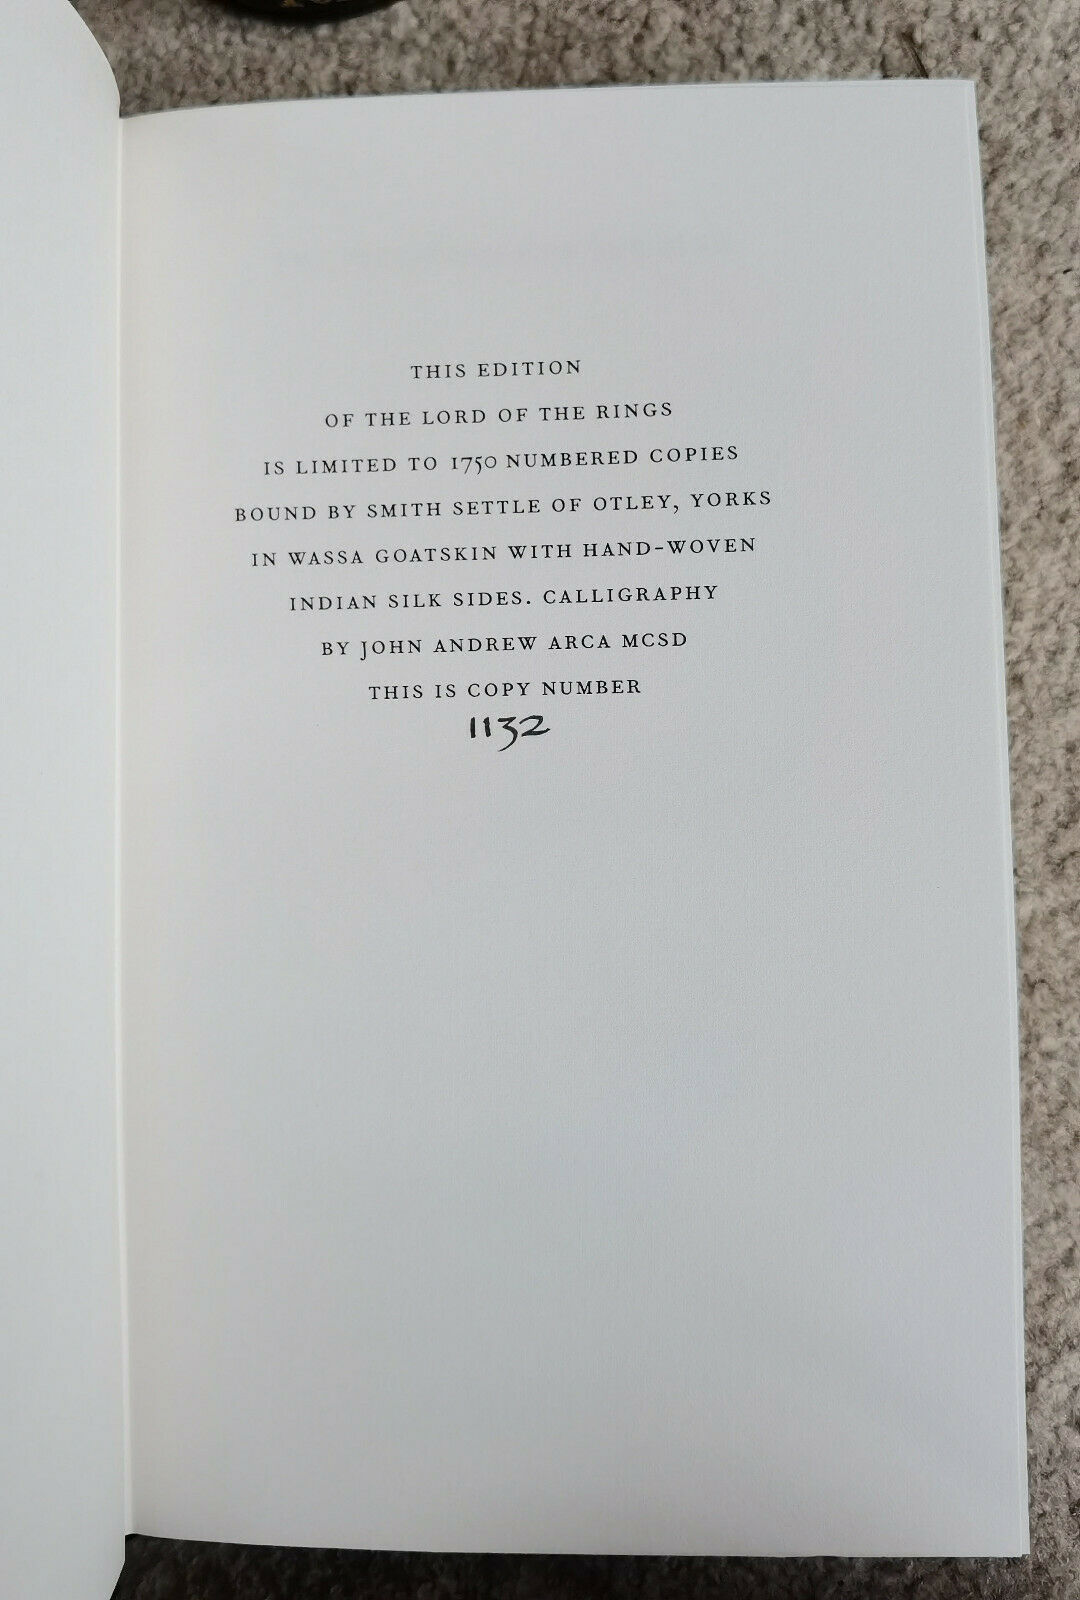 THIS EDITION
OF THE LORD OF THE RINGS
IS LIMITED TO 1750 NUMBERED COPIES
BOUND BY SMITH SETTLE OF OTLEY, YORKS
IN WASSA GOATSKIN WITH HAND-WOVEN
INDIAN SILK SIDES. CALLIGRAPHY
BY JOHN ANDREW ARCA MCSD
THIS IS COPY NUMBER
1132